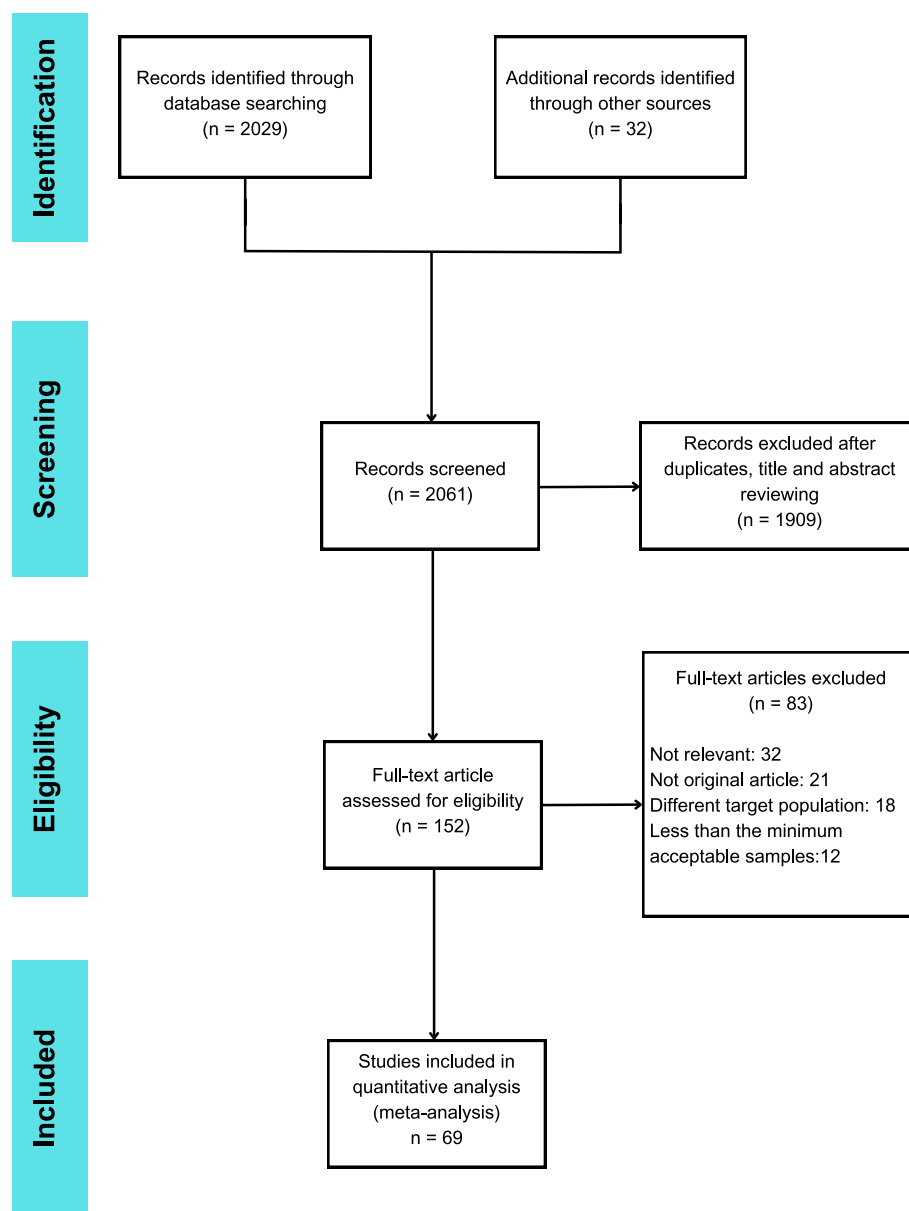 Identification
Records identified through
database searching
(n = 2029)
Additional records identified
through other sources
(n = 32)
Screening
Records screened
(n = 2061)
Records excluded after
duplicates, title and abstract
reviewing
(n = 1909)
Eligibility
Full-text article
assessed for eligibility
(n = 152)
Full-text articles excluded
(n = 83)
Not relevant: 32
Not original article: 21
Different target population: 18
Less than the minimum
acceptable samples:12
Included
Studies included in
quantitative analysis
(meta-analysis)
n = 69